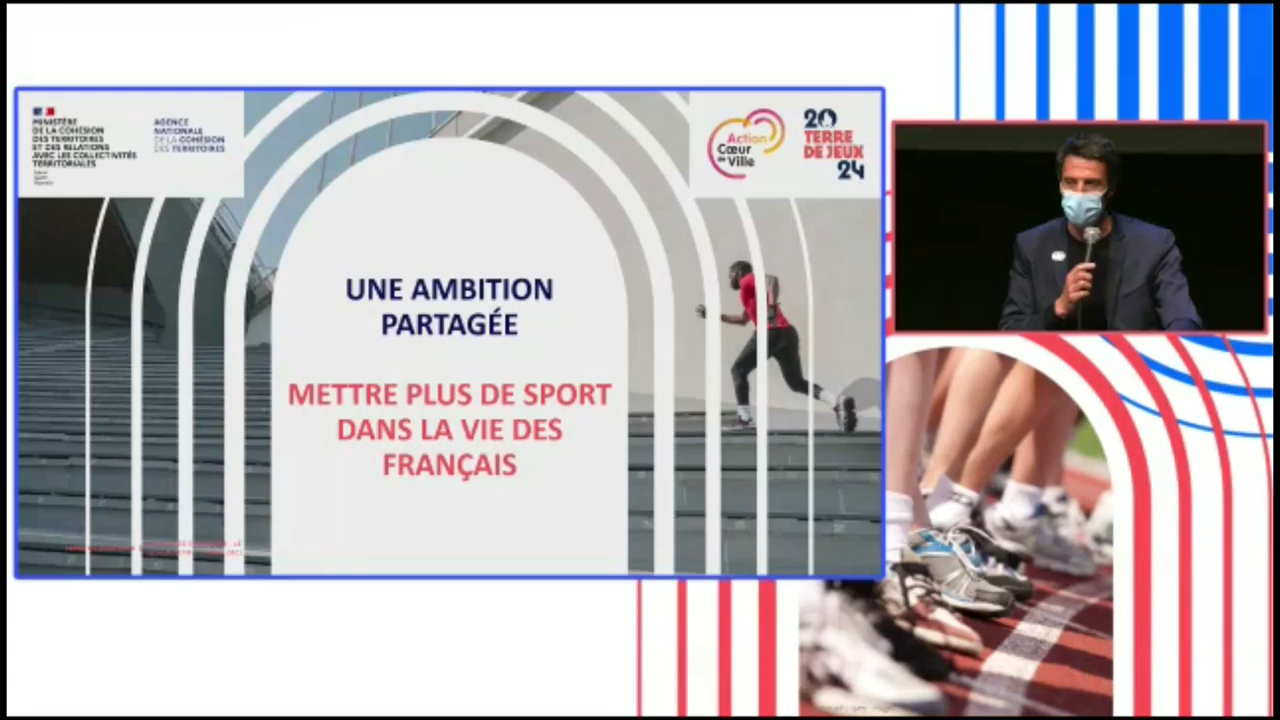 MINISTÈRE
DE LA COHÉSION
DES TERRITOIRES
ET DES RELATIONS
AVEC LES COLLECTIVITÉS
TERRITORIALES
AGENCE
NATIONALE
DE LA COHÉSION
DES TERRITOIRES
Action
Cœur
de Ville
20
TERRE
DE JEUX
24
UNE AMBITION
PARTAGÉE
METTRE PLUS DE SPORT
DANS LA VIE DES
FRANÇAIS